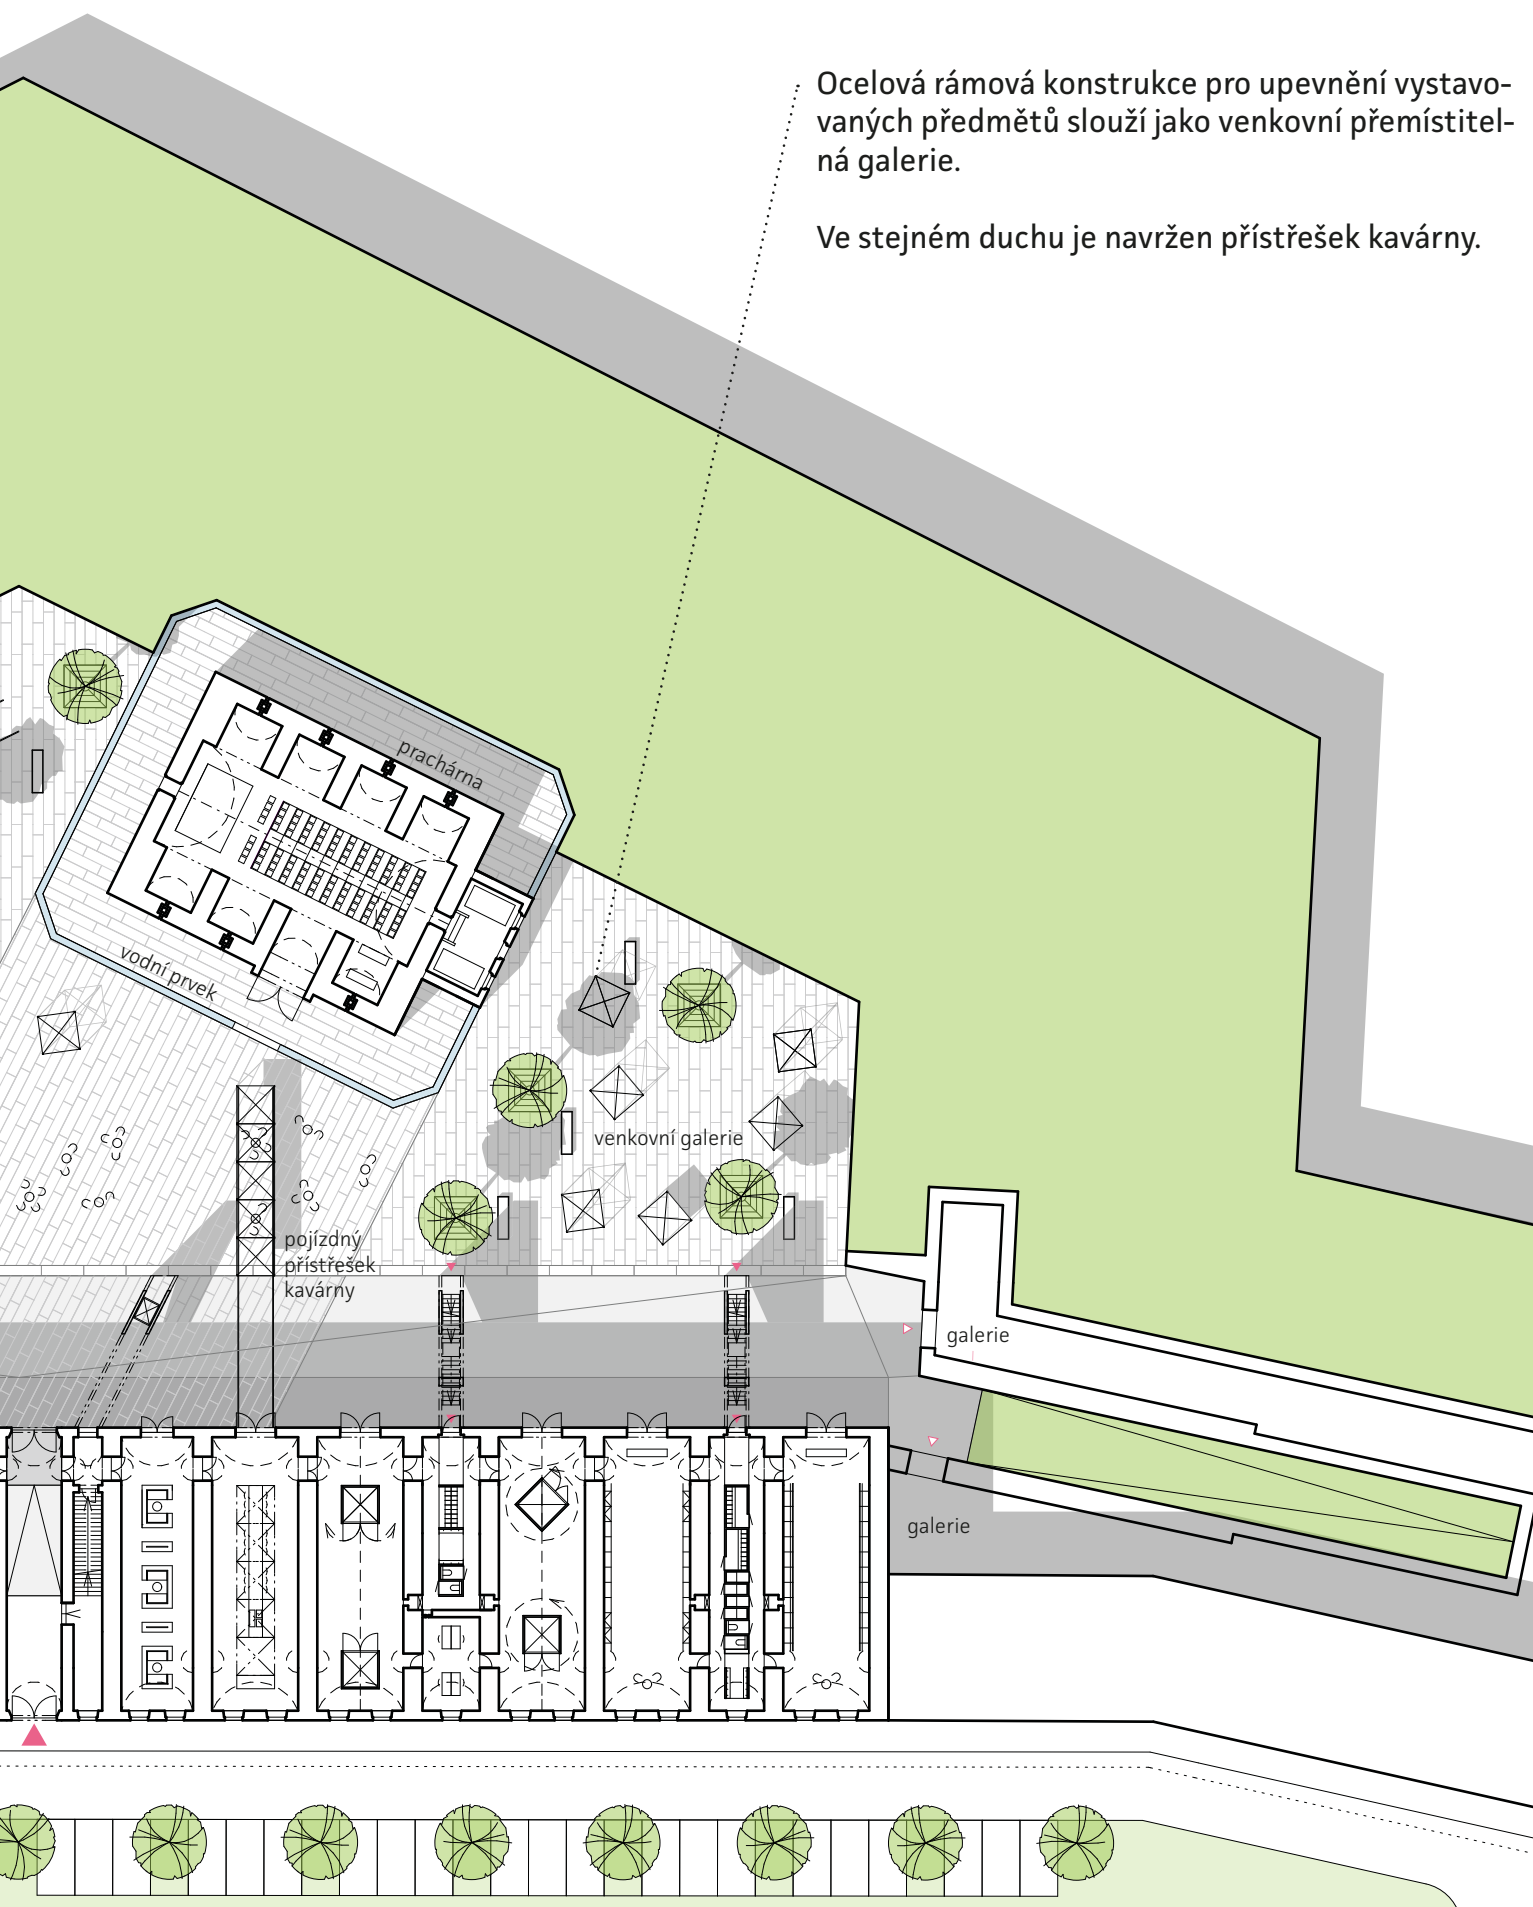 Ocelová rámová konstrukce pro upevnění vystavo-
vaných předmětů slouží jako venkovní přemístitel-
ná galerie.
Ve stejném duchu je navržen přístřešek kavárny.
prachárna
vodní prvek
venkovní galerie
pojízdný
přístřešek
kavárny
galerie
galerie